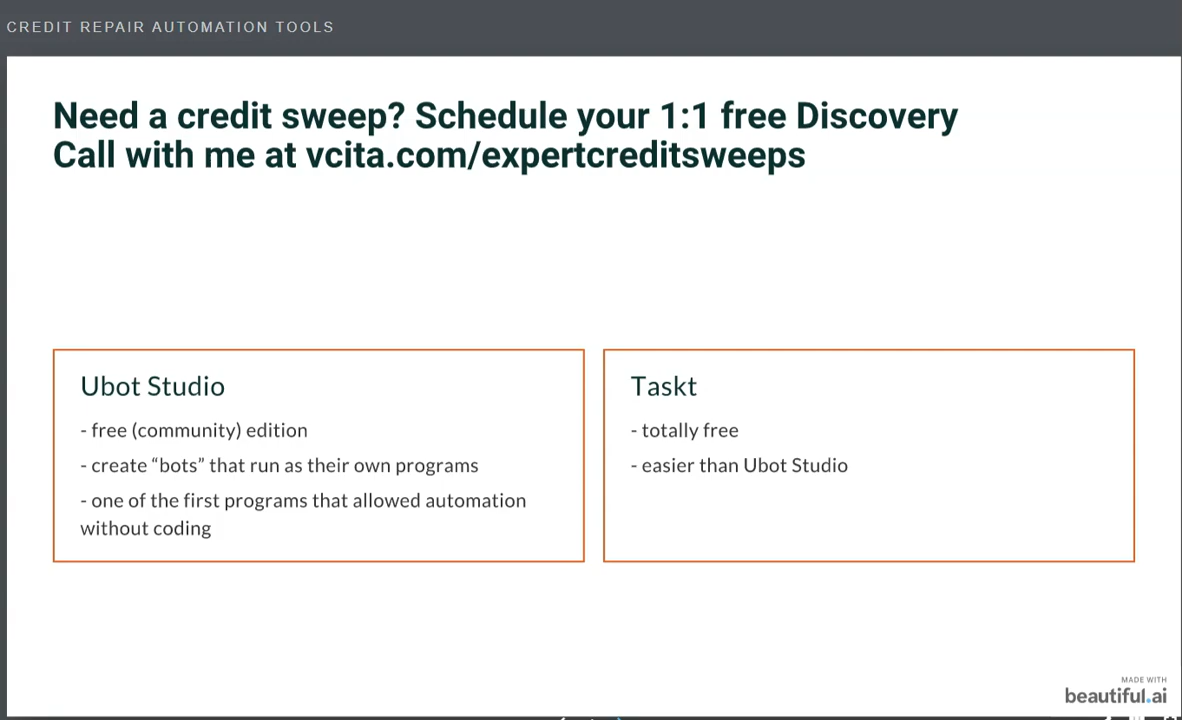 CREDIT REPAIR AUTOMATION TOOLS
Need a credit sweep? Schedule your 1:1 free Discovery
Call with me at vcita.com/expertcreditsweeps
Ubot Studio
- free (community) edition
- create “bots” that run as their own programs
- one of the first programs that allowed automation
without coding
Taskt
- totally free
- easier than Ubot Studio
MADE WITH
beautiful.ai